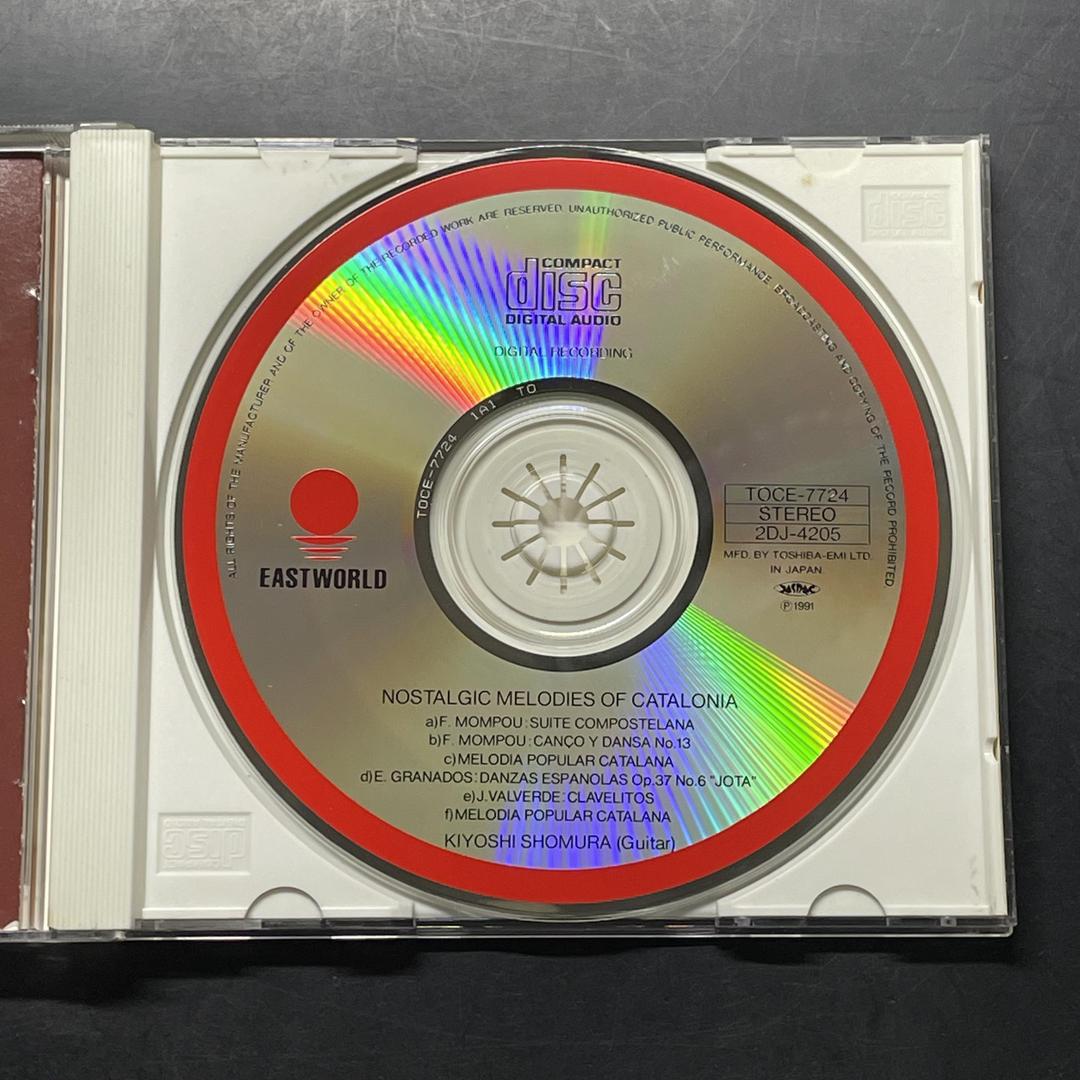 ALL RIGHTS OF THE MANUFACTURER AND OF THE OWNER OF THE RECORDED WORK ARE RESERVED. UNAUTHORIZED PUBLIC PERFORMANCE BROADCASTING AND COPYING OF THE RECORD PROHIBITED.
COMPACT
disc
DIGITAL AUDIO
DIGITAL RECORDING
TOCE-7724 1A1 TO
EASTWORLD
TOCE-7724
STEREO
2DJ-4205
MFD. BY TOSHIBA-EMI LTD.
IN JAPAN.
JASRAC
Ⓟ1991
NOSTALGIC MELODIES OF CATALONIA
a)F. MOMPOU:SUITE COMPOSTELANA
b)F. MOMPOU:CANÇO Y DANSA No.13
c)MELODIA POPULAR CATALANA
d)E. GRANADOS:DANZAS ESPANOLAS Op.37 No.6 "JOTA"
e)J.VALVERDE:CLAVELITOS
f)MELODIA POPULAR CATALANA
KIYOSHI SHOMURA (Guitar)